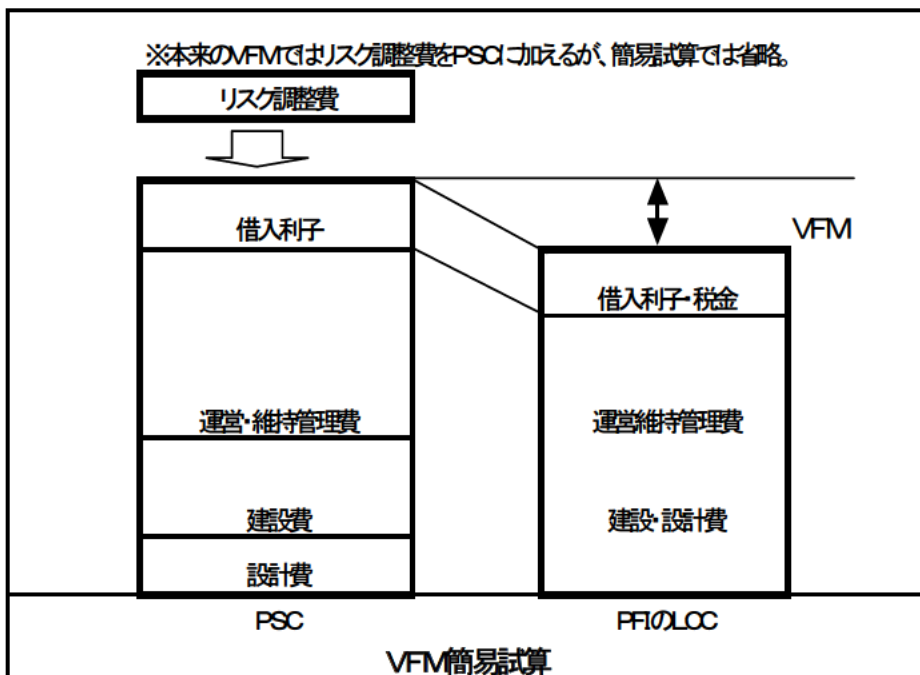 ※本来のVFMではリスク調整費をPSCに加えるが、簡易試算では省略。
リスク調整費
借入利子
VFM
借入利子・税金
運営・維持管理費
運営維持管理費
建設費
建設・設計費
設計費
PSC
PFIのLCC
VFM簡易試算